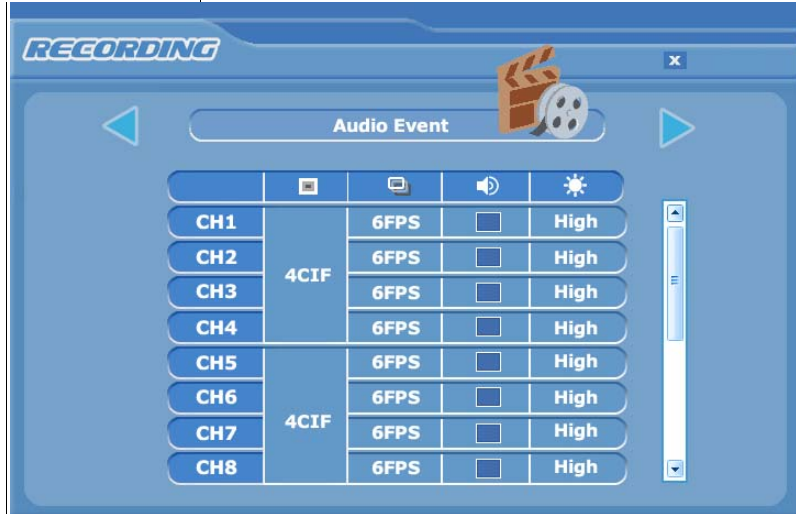 RECORDING
x
Audio Event
CH1 6FPS High
CH2 6FPS High
4CIF
CH3 6FPS High
CH4 6FPS High
CH5 6FPS High
CH6 6FPS High
4CIF
CH7 6FPS High
CH8 6FPS High